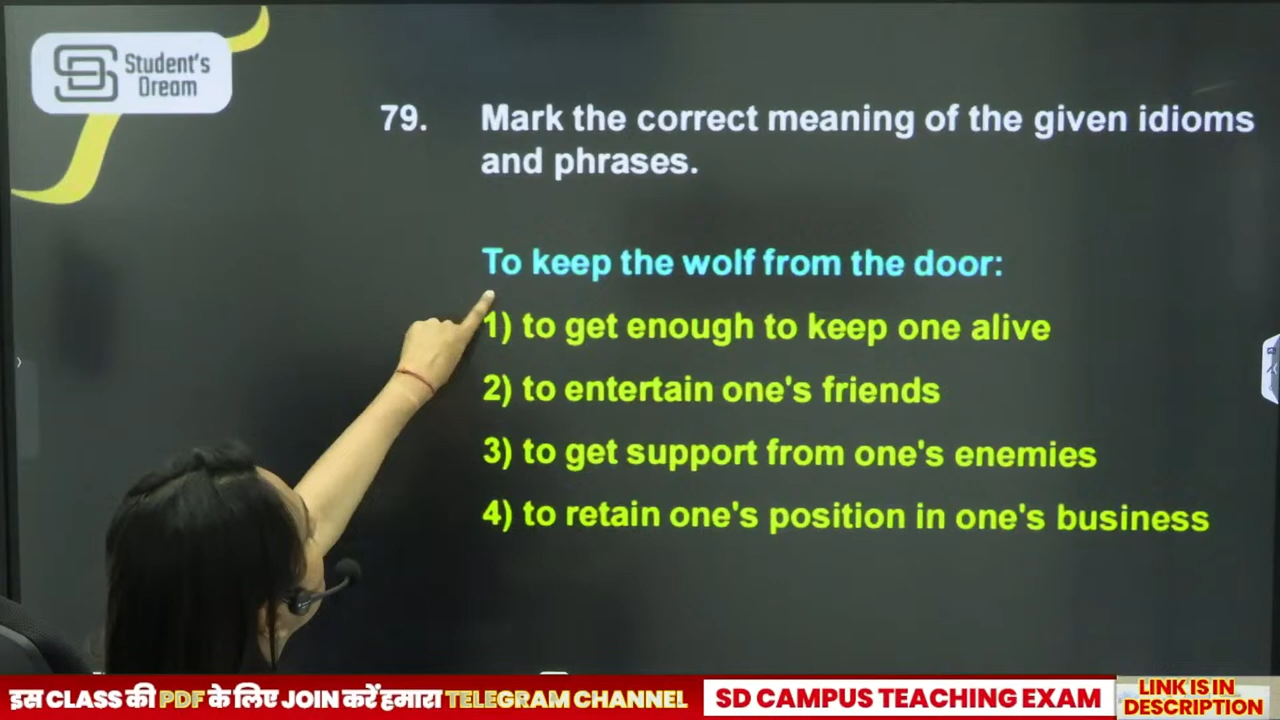 Student's
Dream
79. Mark the correct meaning of the given idioms
and phrases.
To keep the wolf from the door:
1) to get enough to keep one alive
2) to entertain one's friends
3) to get support from one's enemies
4) to retain one's position in one's business
इस CLASS की PDF के लिए JOIN करें हमारा TELEGRAM CHANNEL
SD CAMPUS TEACHING EXAM
LINK IS IN
DESCRIPTION